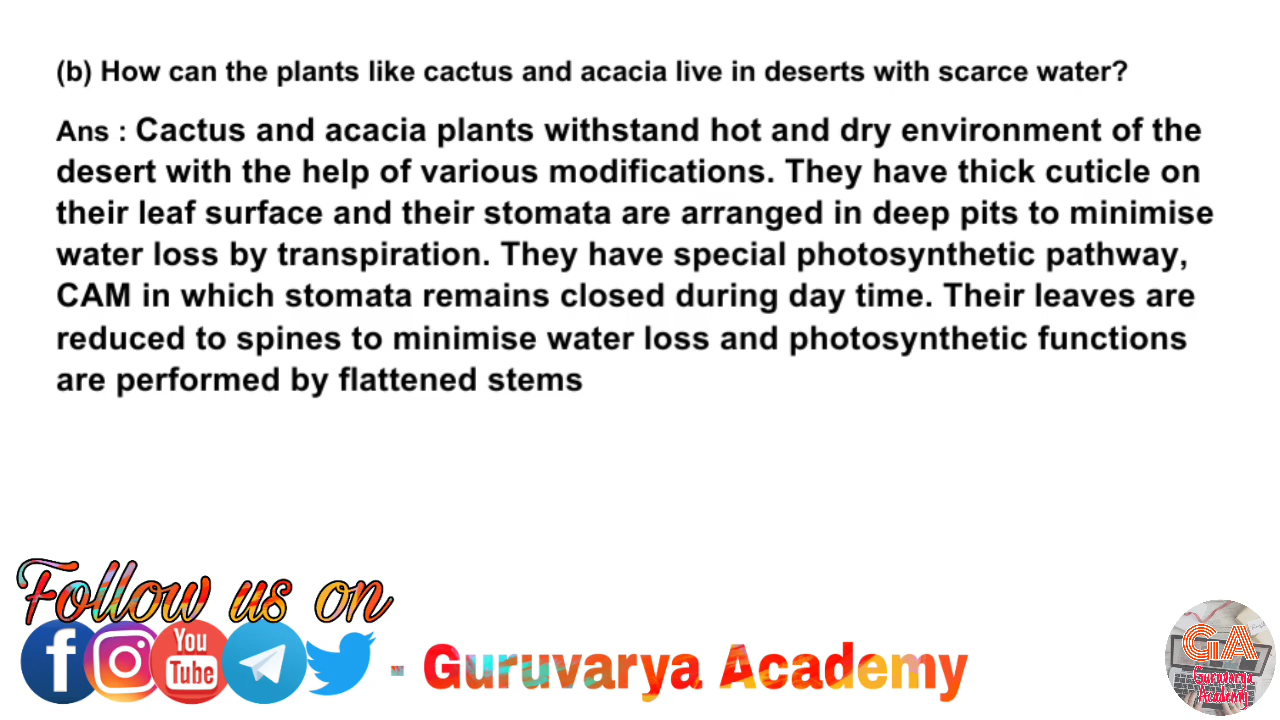 (b) How can the plants like cactus and acacia live in deserts with scarce water?
Ans : Cactus and acacia plants withstand hot and dry environment of the
desert with the help of various modifications. They have thick cuticle on
their leaf surface and their stomata are arranged in deep pits to minimise
water loss by transpiration. They have special photosynthetic pathway,
CAM in which stomata remains closed during day time. Their leaves are
reduced to spines to minimise water loss and photosynthetic functions
are performed by flattened stems
Follow us on
You
Tube
- Guruvarya Academy
GA
Guruvarya
Academy